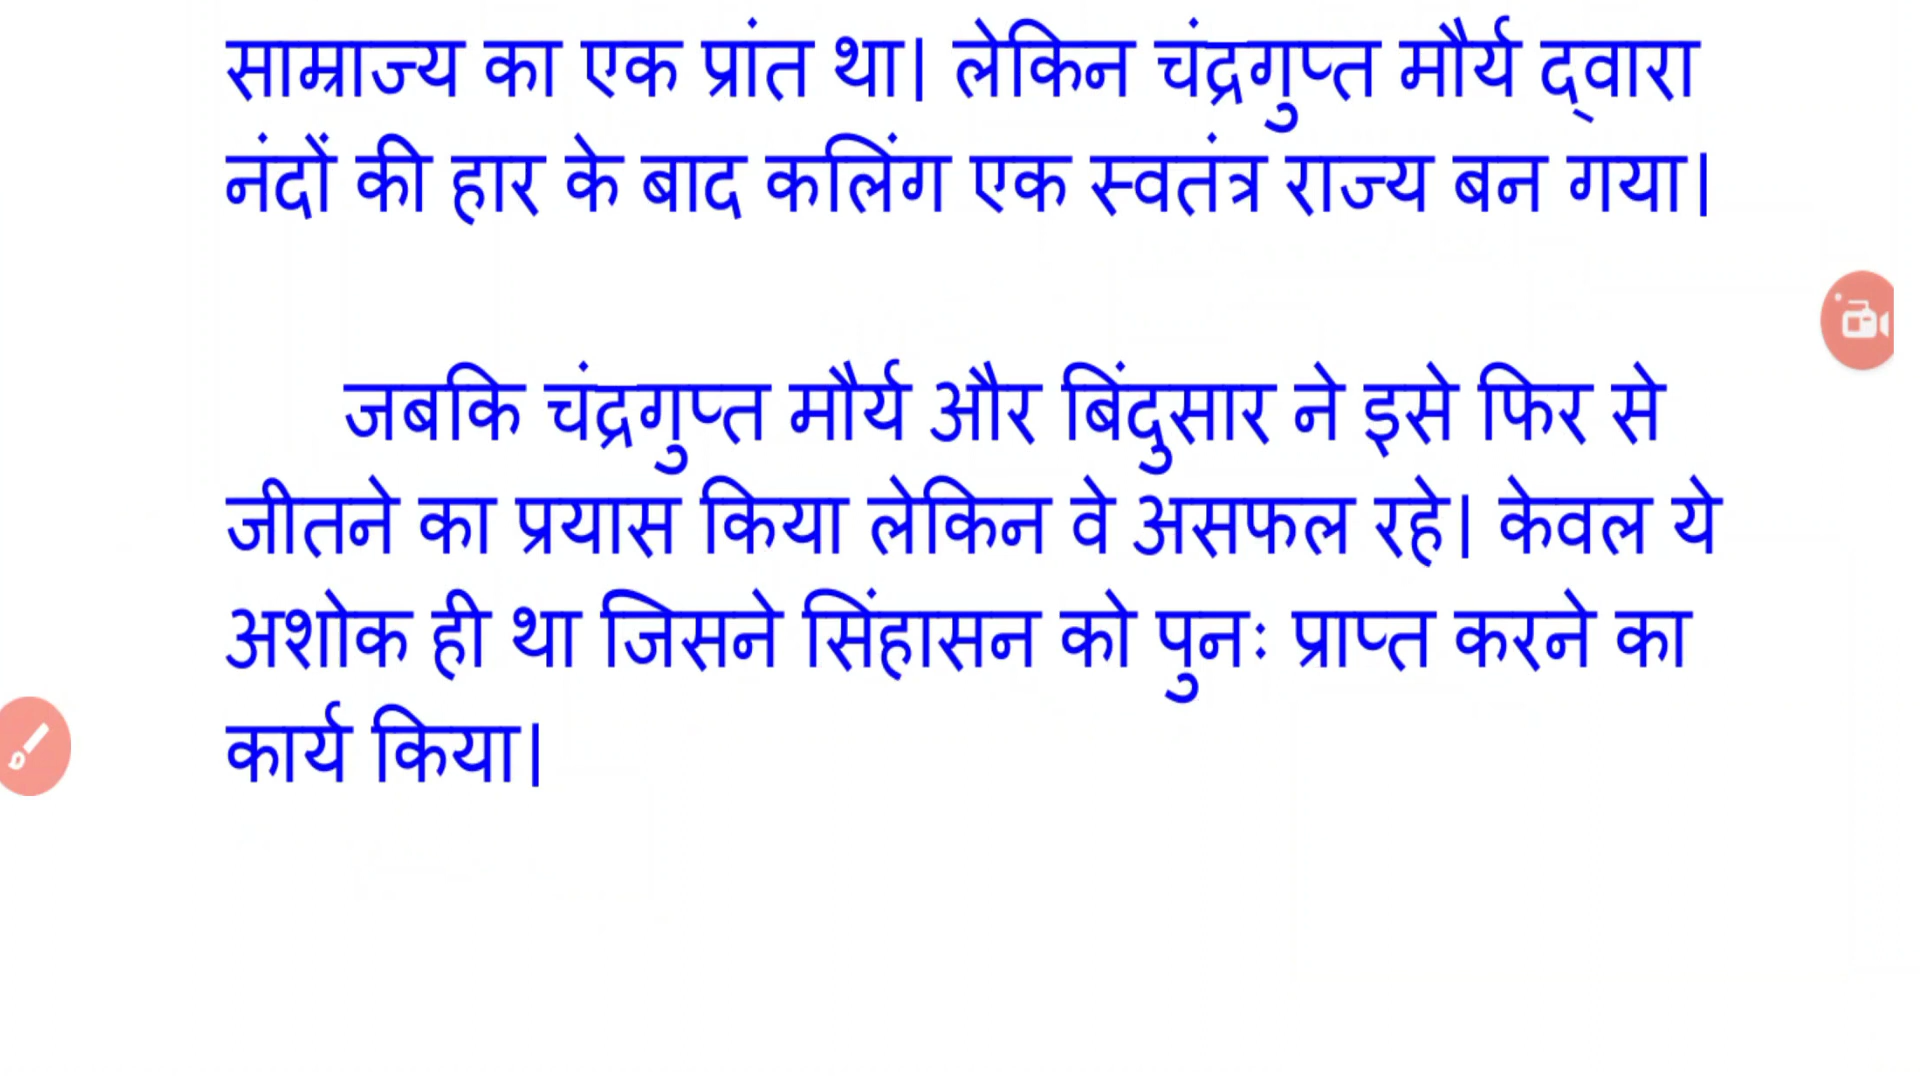 साम्राज्य का एक प्रांत था| लेकिन चंद्रगुप्त मौर्य द्‌वारा
नंदों की हार के बाद कलिंग एक स्वतंत्र राज्य बन गया|
जबकि चंद्रगुप्त मौर्य और बिंदुसार ने इसे फिर से
जीतने का प्रयास किया लेकिन वे असफल रहे| केवल ये
अशोक ही था जिसने सिंहासन को पुनः प्राप्त करने का
कार्य किया|